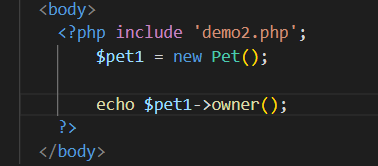 <body>
<?php include 'demo2.php';
$pet1 = new Pet();
echo $pet1->owner();
?>
</body>